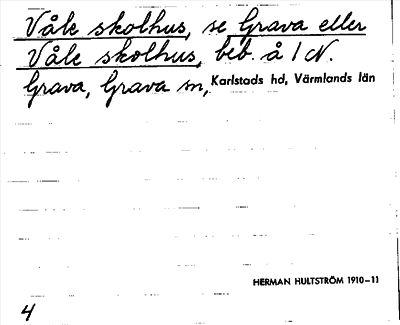 Våle skolhus, se Grava eller
Våle skolhus, beb. å 1 N.
Grava, Grava sn, Karlstads hd, Värmlands län
HERMAN HULTSTRÖM 1910–11
4